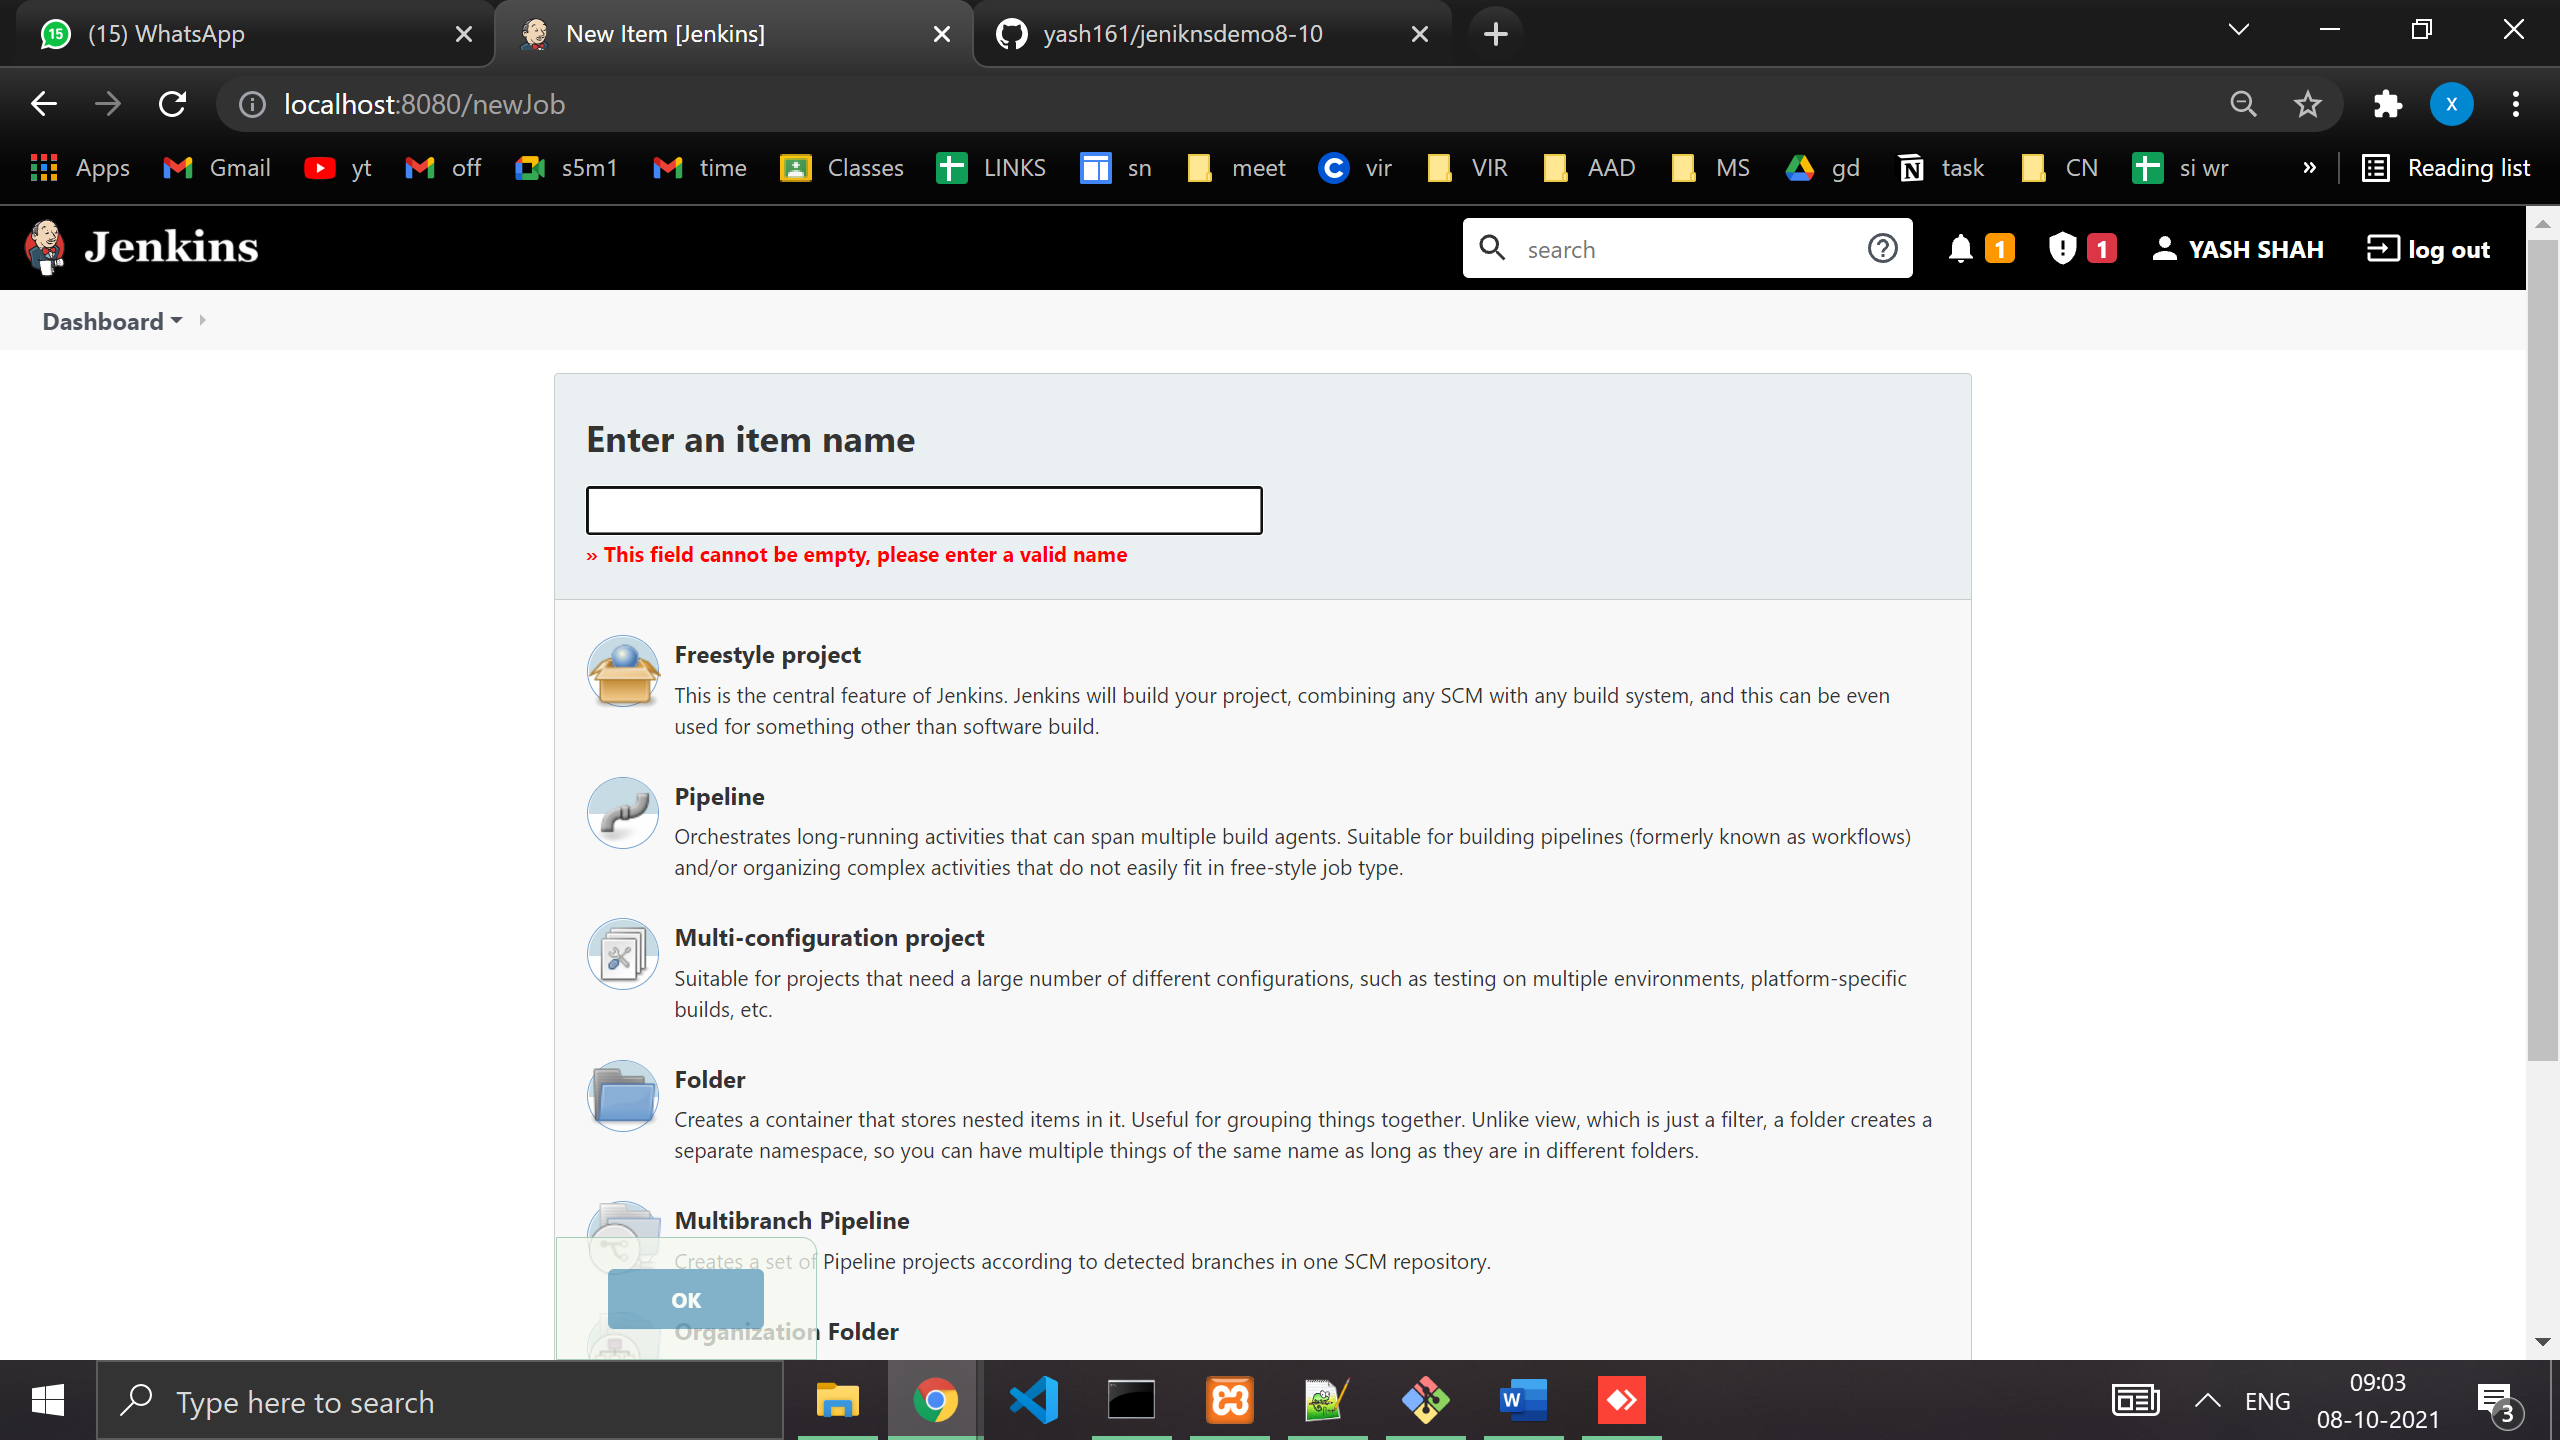 15 (15) WhatsApp
New Item [Jenkins]
yash161/jeniknsdemo8-10
localhost:8080/newJob
X
Apps Gmail yt off s5m1 time Classes LINKS sn meet vir VIR AAD MS gd task CN si wr » Reading list
Jenkins
search
1
1
YASH SHAH
log out
Dashboard
Enter an item name
» This field cannot be empty, please enter a valid name
Freestyle project
This is the central feature of Jenkins. Jenkins will build your project, combining any SCM with any build system, and this can be even
used for something other than software build.
Pipeline
Orchestrates long-running activities that can span multiple build agents. Suitable for building pipelines (formerly known as workflows)
and/or organizing complex activities that do not easily fit in free-style job type.
Multi-configuration project
Suitable for projects that need a large number of different configurations, such as testing on multiple environments, platform-specific
builds, etc.
Folder
Creates a container that stores nested items in it. Useful for grouping things together. Unlike view, which is just a filter, a folder creates a
separate namespace, so you can have multiple things of the same name as long as they are in different folders.
Multibranch Pipeline
Creates a set of Pipeline projects according to detected branches in one SCM repository.
OK
Organization Folder
Type here to search
ENG
09:03
08-10-2021
3